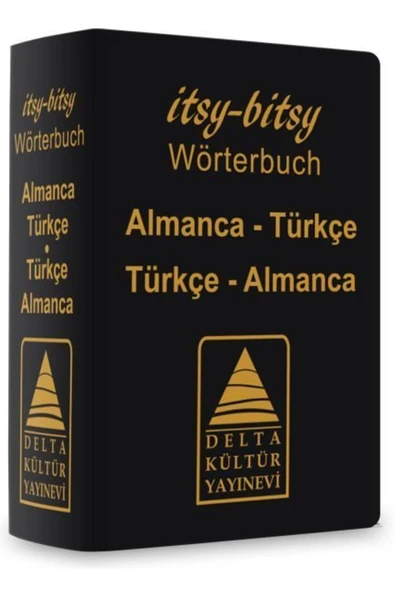 itsy-bitsy
Wörterbuch
Almanca
Türkçe
•
Türkçe
Almanca
DELTA
KÜLTÜR
YAYINEVİ
itsy-bitsy
Wörterbuch
Almanca - Türkçe
Türkçe - Almanca
DELTA
KÜLTÜR
YAYINEVİ